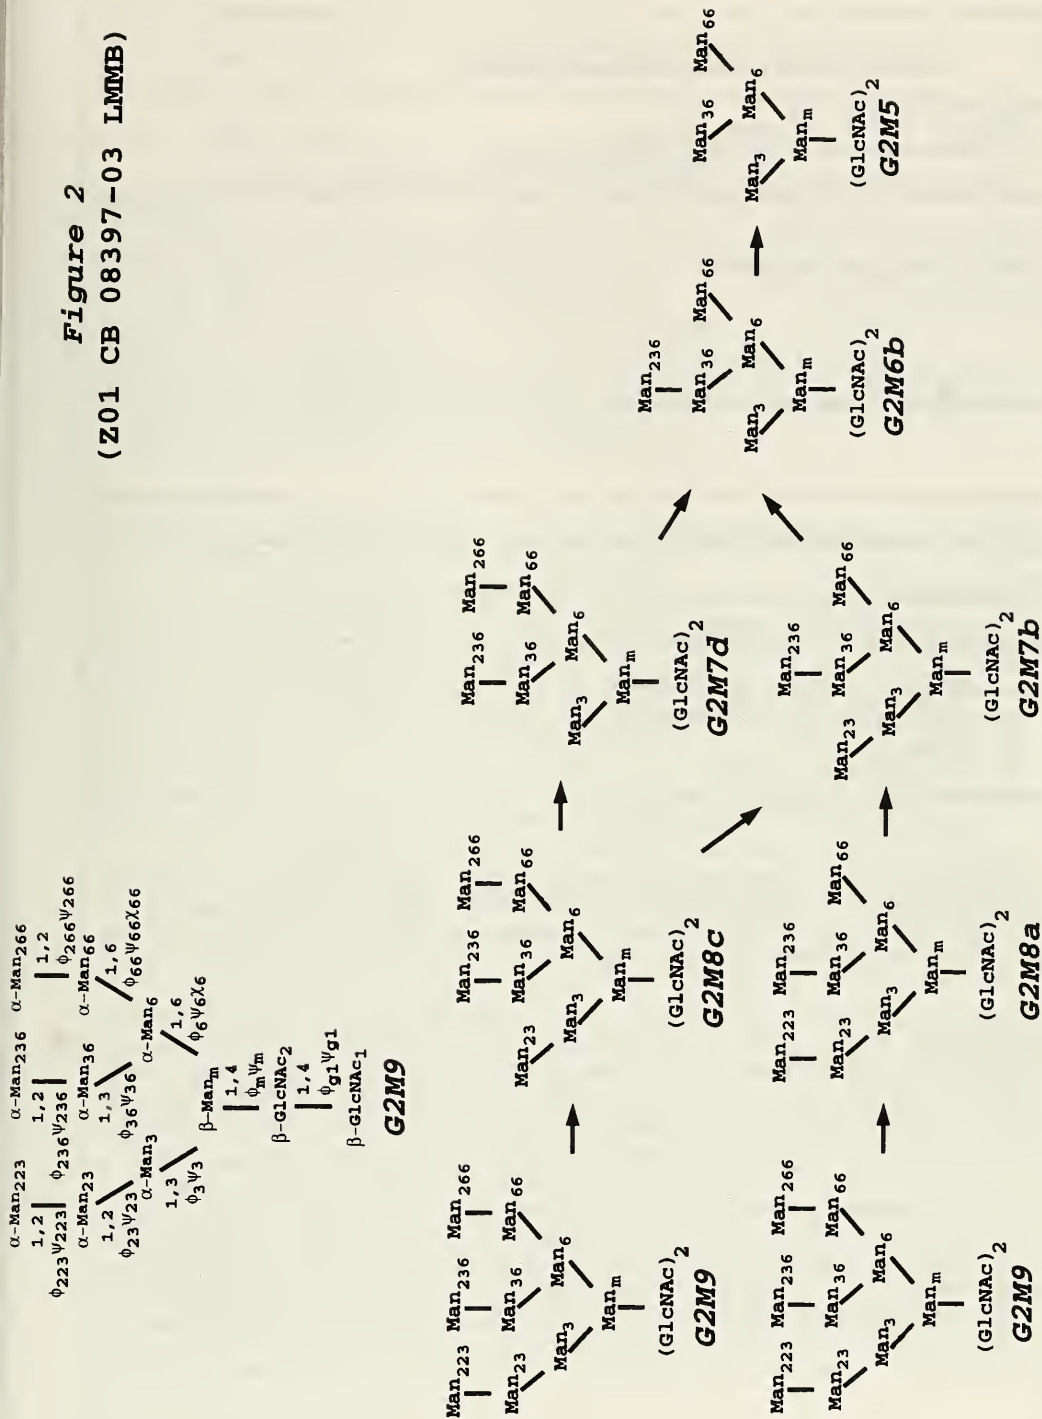 Figure 2
(Z01 CB 08397-03 LMMB)
α-Man223 α-Man236 α-Man266
1,2 1,2 1,2
ϕ223Ψ223 ϕ236Ψ236 ϕ266Ψ266
α-Man23 α-Man36 α-Man66
1,2 1,3 1,6
ϕ23Ψ23 ϕ36Ψ36 ϕ66Ψ66χ66
α-Man3 α-Man6
1,3 1,6
ϕ3Ψ3 ϕ6Ψ6χ6
β-Manm
1,4
ϕmΨm
β-GlcNAc2
1,4
ϕg1Ψg1
β-GlcNAc1
G2M9
Man223 Man236 Man266
Man23 Man36 Man66
Man3 Man6
Manm
(GlcNAc)2
G2M9
Man236 Man266
Man23 Man36 Man66
Man3 Man6
Manm
(GlcNAc)2
G2M8c
Man236 Man266
Man36 Man66
Man3 Man6
Manm
(GlcNAc)2
G2M7d
Man223 Man236 Man266
Man23 Man36 Man66
Man3 Man6
Manm
(GlcNAc)2
G2M9
Man223 Man236
Man23 Man36 Man66
Man3 Man6
Manm
(GlcNAc)2
G2M8a
Man236
Man23 Man36 Man66
Man3 Man6
Manm
(GlcNAc)2
G2M7b
Man236
Man36 Man66
Man3 Man6
Manm
(GlcNAc)2
G2M6b
Man36 Man66
Man3 Man6
Manm
(GlcNAc)2
G2M5